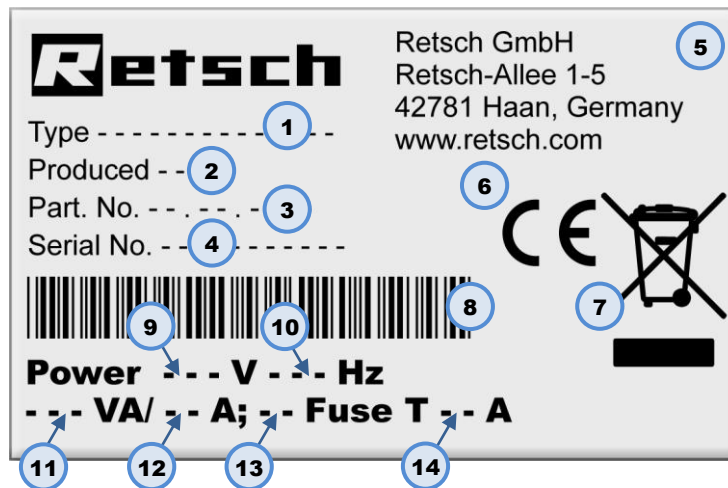 Retsch
Retsch GmbH
Retsch-Allee 1-5
42781 Haan, Germany
www.retsch.com
5
Type - - - - - - - - - - - - - - - - 1
Produced - - 2
Part. No. - - . - - . - 3
Serial No. - - 4 - - - - - - -
6
CE
7
8
9
10
Power - - - V - - - Hz
- - - VA/ - - A; - - Fuse T - - A
11
12
13
14